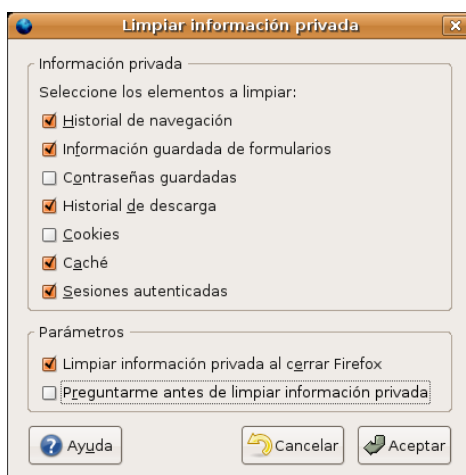 Limpiar información privada
Información privada
Seleccione los elementos a limpiar:
Historial de navegación
Información guardada de formularios
Contraseñas guardadas
Historial de descarga
Cookies
Caché
Sesiones autenticadas
Parámetros
Limpiar información privada al cerrar Firefox
Preguntarme antes de limpiar información privada
Ayuda Cancelar Aceptar